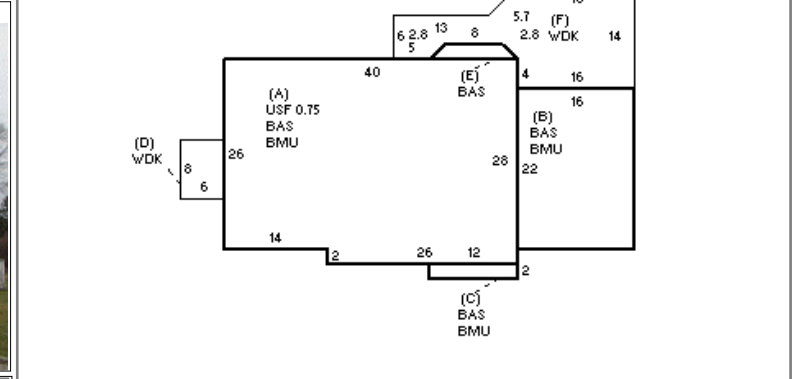 5.7
(F)
6 2.8 13 8 2.8 WDK 14
5
40
(E)
BAS
4 16
16
(A)
USF 0.75
BAS
BMU
(B)
BAS
BMU
(D)
WDK
26
28 22
8
6
14
2 26 12
2
(C)
BAS
BMU